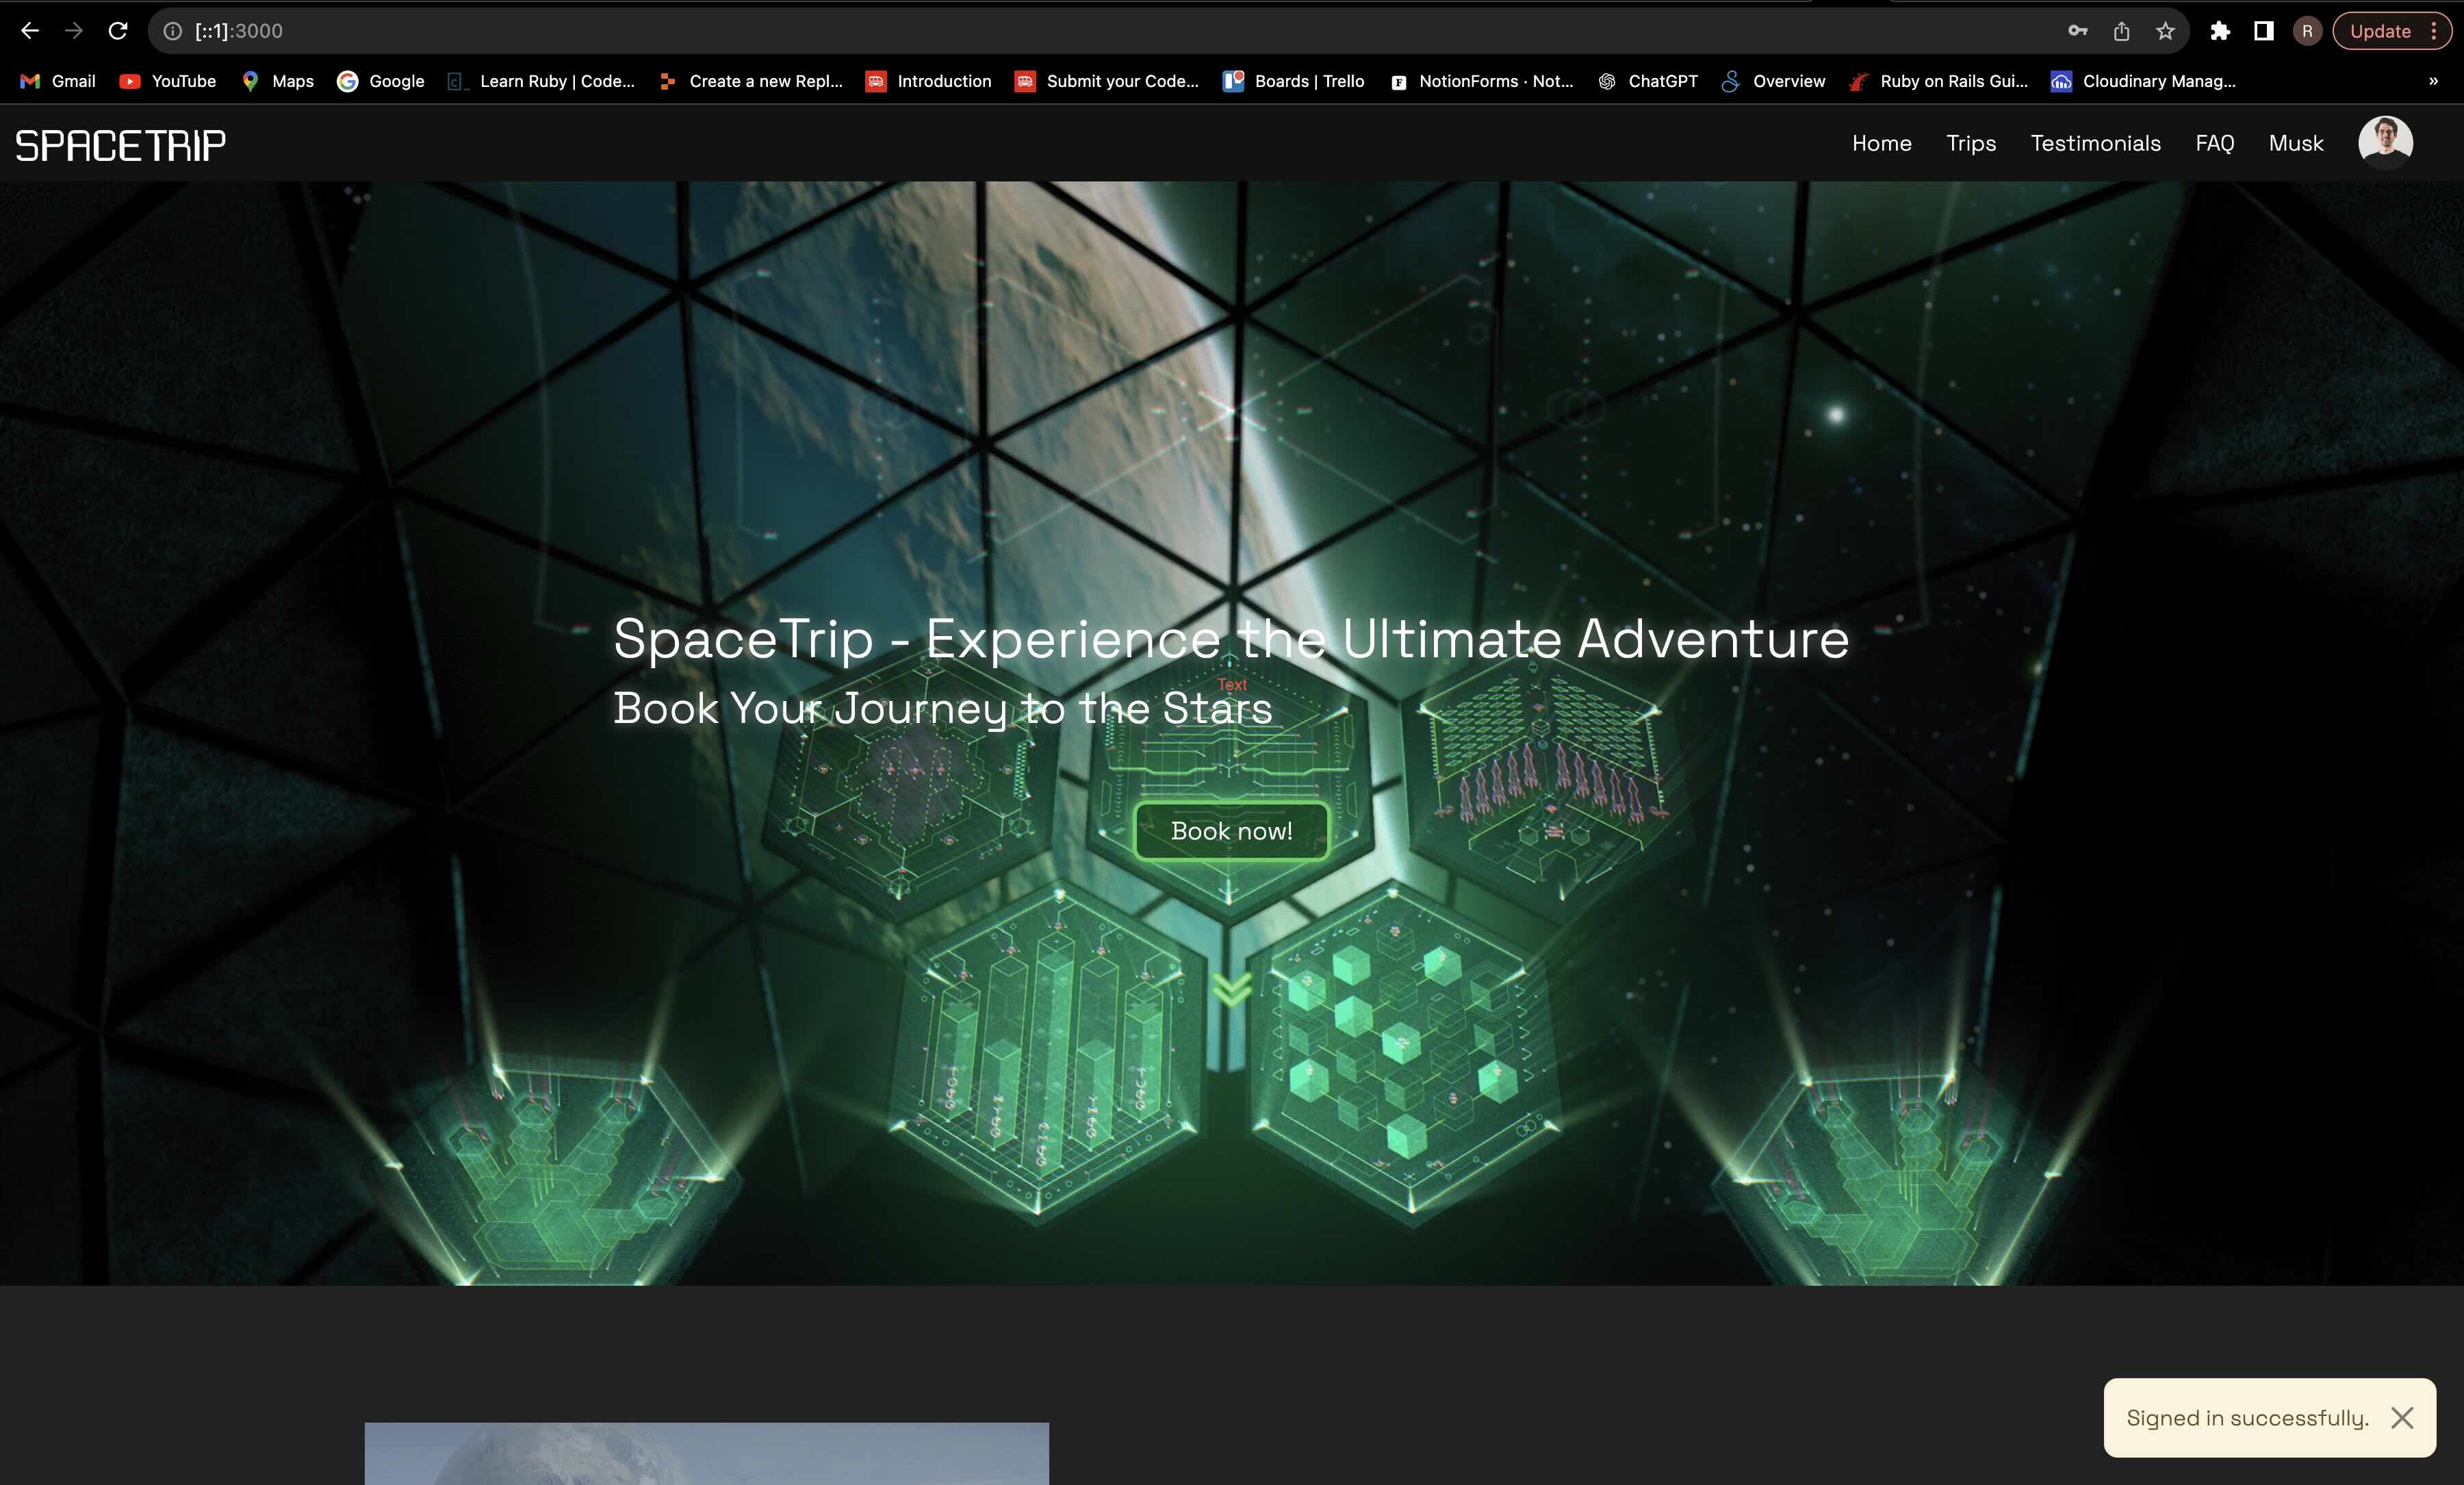 [::1]:3000
R
Update
Gmail
YouTube
Maps
Google
Learn Ruby | Code...
Create a new Repl...
Introduction
Submit your Code...
Boards | Trello
NotionForms · Not...
ChatGPT
Overview
Ruby on Rails Gui...
Cloudinary Manag...
»
SPACETRIP
Home
Trips
Testimonials
FAQ
Musk
SpaceTrip - Experience the Ultimate Adventure
Text
Book Your Journey to the Stars
Book now!
Signed in successfully.